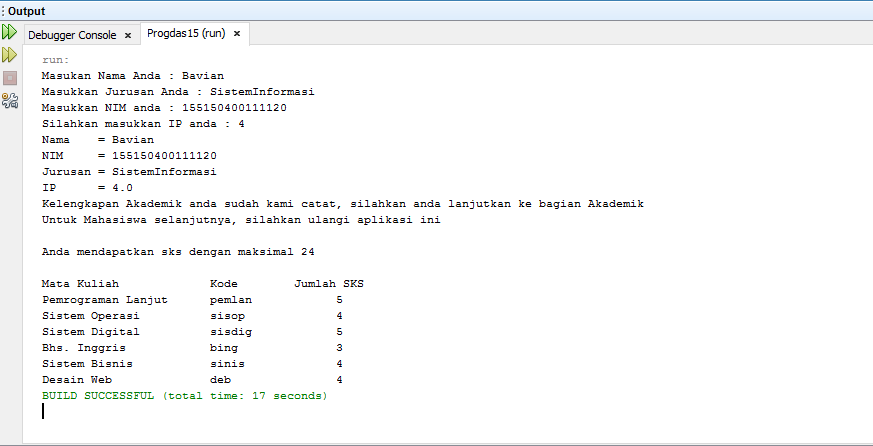 Output
Debugger Console × Progdas15 (run) ×
run:
Masukan Nama Anda : Bavian
Masukkan Jurusan Anda : SistemInformasi
Masukkan NIM anda : 155150400111120
Silahkan masukkan IP anda : 4
Nama    = Bavian
NIM     = 155150400111120
Jurusan = SistemInformasi
IP      = 4.0
Kelengkapan Akademik anda sudah kami catat, silahkan anda lanjutkan ke bagian Akademik
Untuk Mahasiswa selanjutnya, silahkan ulangi aplikasi ini
Anda mendapatkan sks dengan maksimal 24
Mata Kuliah             Kode        Jumlah SKS
Pemrograman Lanjut      pemlan            5
Sistem Operasi          sisop             4
Sistem Digital          sisdig            5
Bhs. Inggris            bing              3
Sistem Bisnis           sinis             4
Desain Web              deb               4
BUILD SUCCESSFUL (total time: 17 seconds)